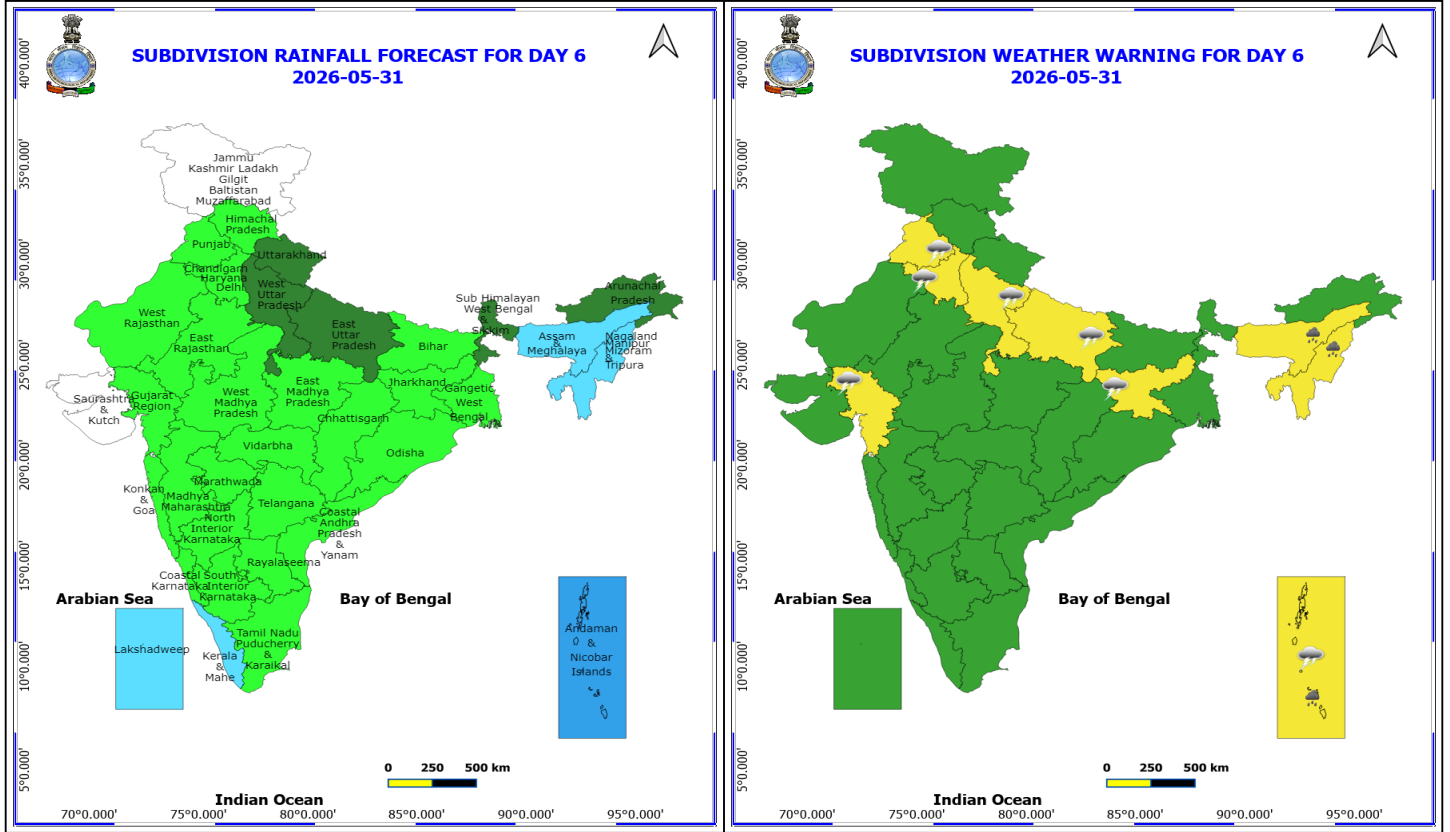 SUBDIVISION RAINFALL FORECAST FOR DAY 6
2026-05-31
40°0.000'
35°0.000'
30°0.000'
25°0.000'
20°0.000'
15°0.000'
10°0.000'
5°0.000'
Jammu
Kashmir Ladakh
Gilgit
Baltistan
Muzaffarabad
Himachal
Pradesh
Punjab
Uttarakhand
Chandigarh
Haryana
Delhi
West
Uttar
Pradesh
Arunachal
Pradesh
Sub Himalayan
West Bengal
&
Sikkim
West
Rajasthan
East
Rajasthan
East
Uttar
Pradesh
Bihar
Assam
&
Meghalaya
Nagaland
Manipur
Mizoram
&
Tripura
Saurashtra
&
Kutch
Gujarat
Region
West
Madhya
Pradesh
East
Madhya
Pradesh
Jharkhand
Gangetic
West
Bengal
Chhattisgarh
Vidarbha
Odisha
Konkan
&
Goa
Marathwada
Madhya
Maharashtra
North
Interior
Karnataka
Telangana
Coastal
Andhra
Pradesh
&
Yanam
Rayalaseema
Coastal
Karnataka
South
Interior
Karnataka
Arabian Sea
Bay of Bengal
Lakshadweep
Kerala
&
Mahe
Tamil Nadu
Puducherry
&
Karaikal
Andaman
&
Nicobar
Islands
0 250 500 km
Indian Ocean
70°0.000' 75°0.000' 80°0.000' 85°0.000' 90°0.000' 95°0.000'
SUBDIVISION WEATHER WARNING FOR DAY 6
2026-05-31
40°0.000'
35°0.000'
30°0.000'
25°0.000'
20°0.000'
15°0.000'
10°0.000'
5°0.000'
Arabian Sea
Bay of Bengal
0 250 500 km
Indian Ocean
70°0.000' 75°0.000' 80°0.000' 85°0.000' 90°0.000' 95°0.000'